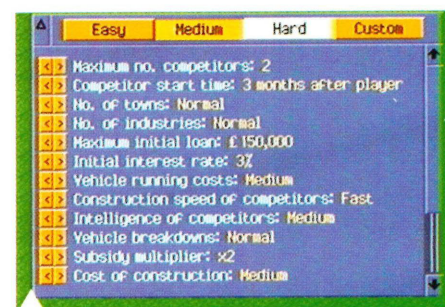 Easy Medium Hard Custom
Maximum no. competitors: 2
Competitor start time: 3 months after player
No. of towns: Normal
No. of industries: Normal
Maximum initial loan: £150,000
Initial interest rate: 3%
Vehicle running costs: Medium
Construction speed of competitors: Fast
Intelligence of competitors: Medium
Vehicle breakdowns: Normal
Subsidy multiplier: x2
Cost of construction: Medium